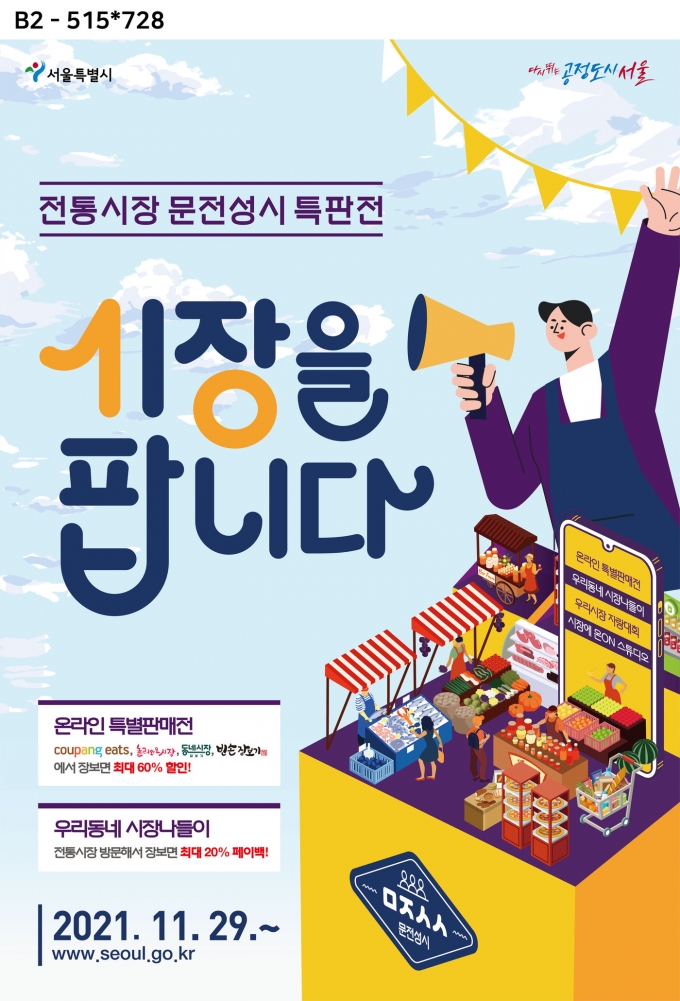 B2 - 515*728
서울특별시
다시뛰는 공정도시 서울
전통시장 문전성시 특판전
시장을
팝니다
온라인 특별판매전
우리동네 시장나들이
우리시장 자랑대회
시장에 온ON 스튜디오
온라인 특별판매전
coupang eats, 놀러와요시장, 동네시장, 빈손장보기
에서 장보면 최대 60% 할인!
우리동네 시장나들이
전통시장 방문해서 장보면 최대 20% 페이백!
ㅁㅈㅅㅅ
문전성시
2021. 11. 29.~
www.seoul.go.kr